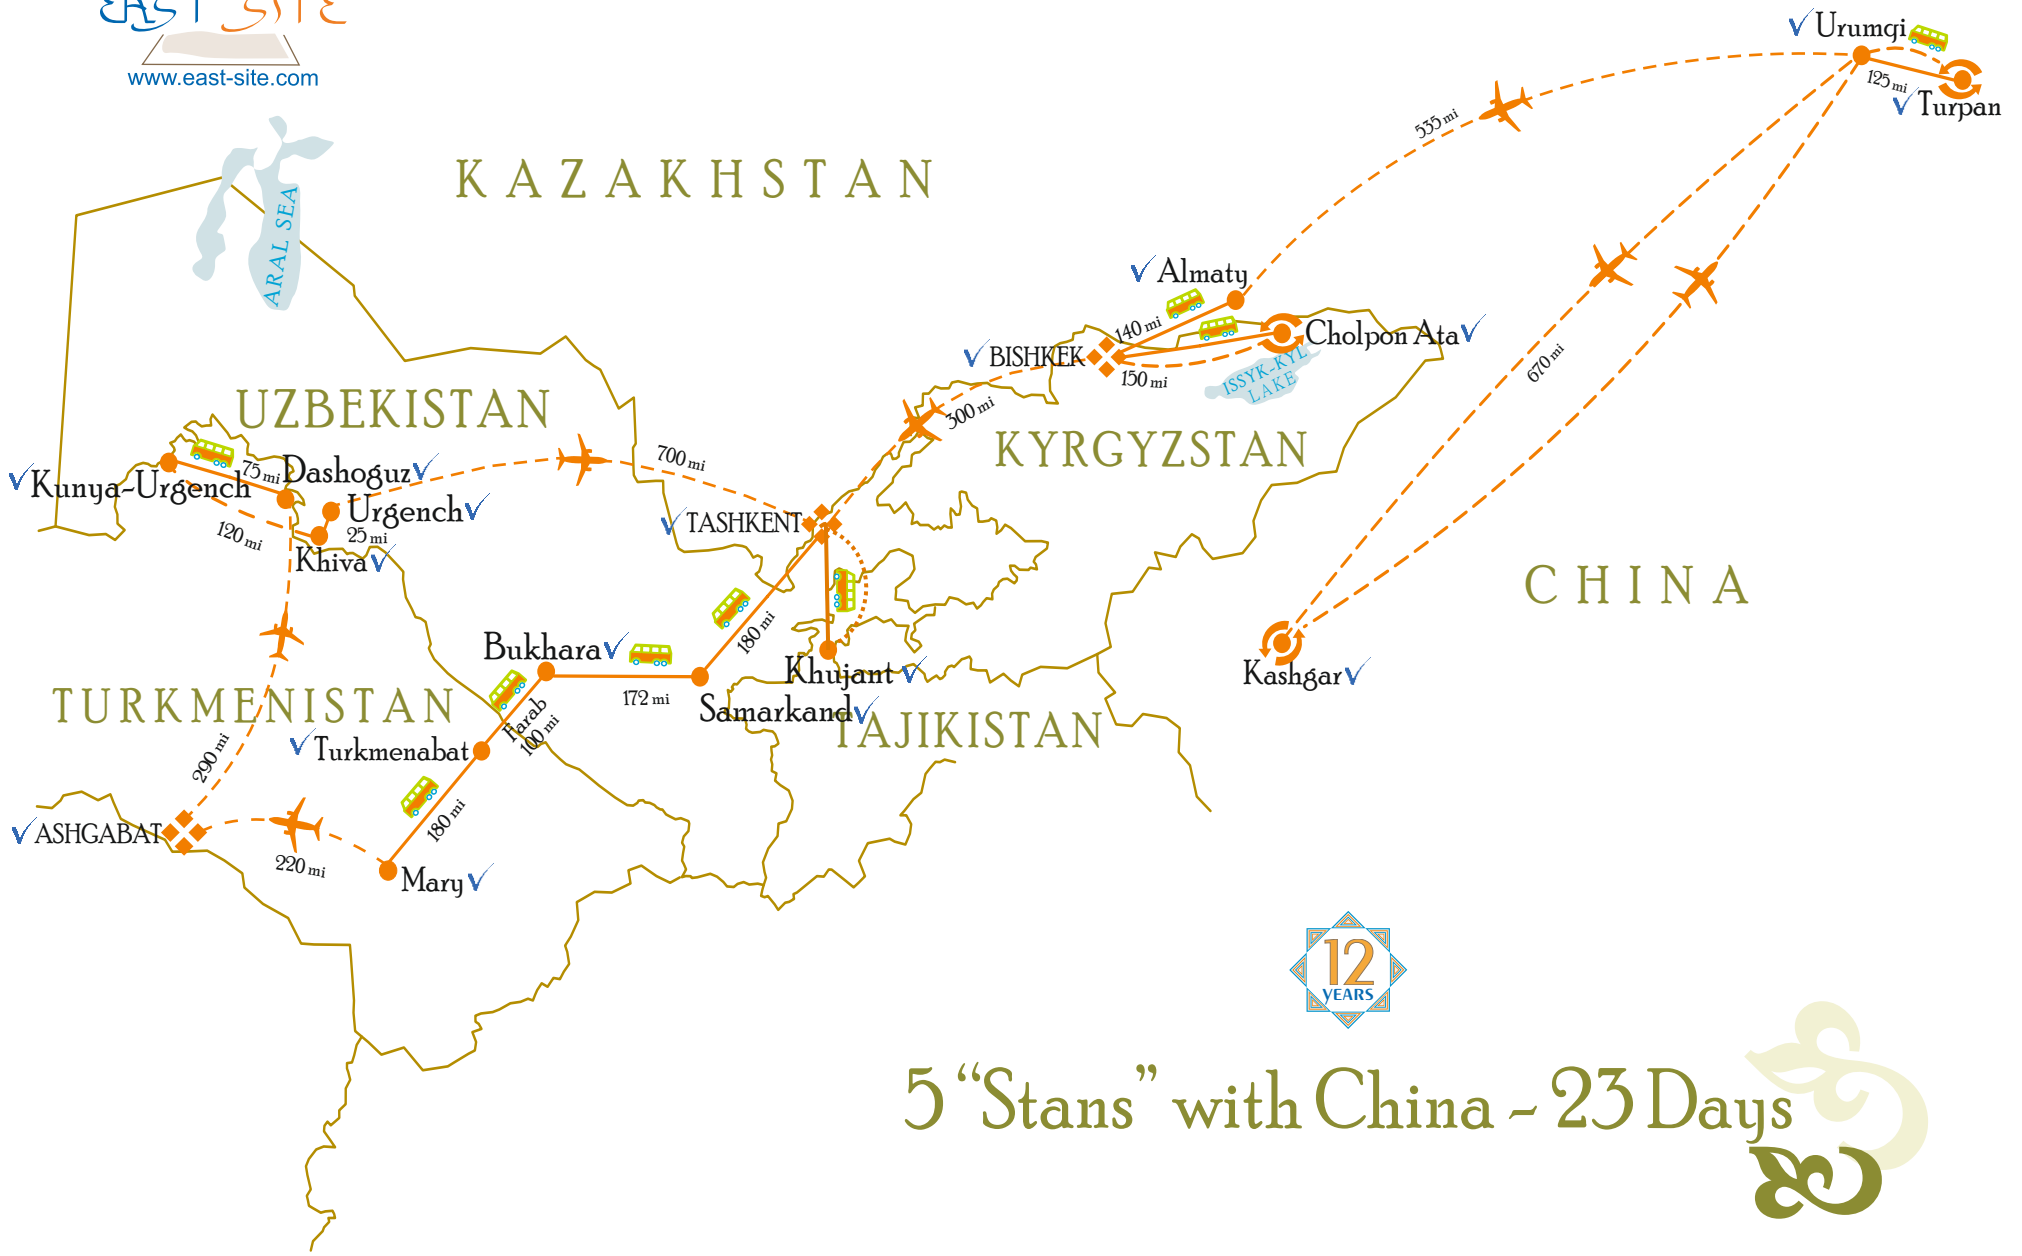 EAST SITE
www.east-site.com
Urumgi
125 mi
Turpan
535 mi
KAZAKHSTAN
ARAL SEA
Almaty
140 mi
Cholpon Ata
BISHKEK
150 mi
ISSYK-KYL
LAKE
300 mi
670 mi
UZBEKISTAN
KYRGYZSTAN
700 mi
75 mi
Dashoguz
Kunya-Urgench
Urgench
TASHKENT
120 mi
25 mi
Khiva
CHINA
180 mi
Bukhara
Khujant
Kashgar
172 mi
Samarkand
TURKMENISTAN
TAJIKISTAN
Farab
100 mi
Turkmenabat
290 mi
180 mi
ASHGABAT
220 mi
Mary
12
YEARS
5 “Stans” with China - 23 Days